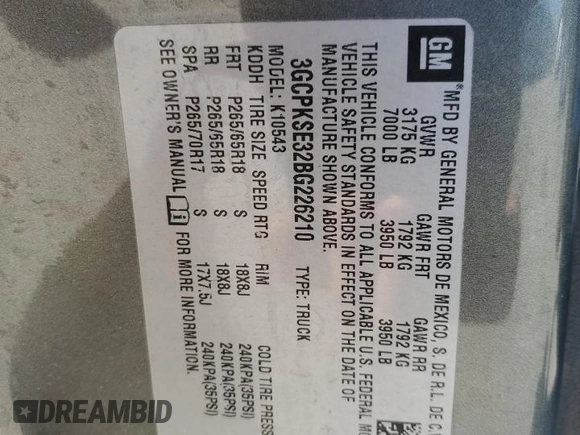 GM
MFD BY GENERAL MOTORS DE MEXICO, S. DE R.L. DE C.
GVWR GAWR FRT GAWR RR
3175 KG 1792 KG 1792 KG
7000 LB 3950 LB 3950 LB
THIS VEHICLE CONFORMS TO ALL APPLICABLE U.S. FEDERAL
VEHICLE SAFETY STANDARDS IN EFFECT ON THE DATE OF
MANUFACTURE SHOWN ABOVE.
3GCPKSE32BG226210 TYPE: TRUCK
MODEL: K10543
KDDH TIRE SIZE SPEED RTG RIM COLD TIRE PRESS
FRT P265/65R18 S 18X8J 240KPA(35PSI)
RR P265/65R18 S 18X8J 240KPA(35PSI)
SPA P265/70R17 S 17X7.5J 240KPA(35PSI)
SEE OWNER'S MANUAL FOR MORE INFORMATION.
DREAMBID